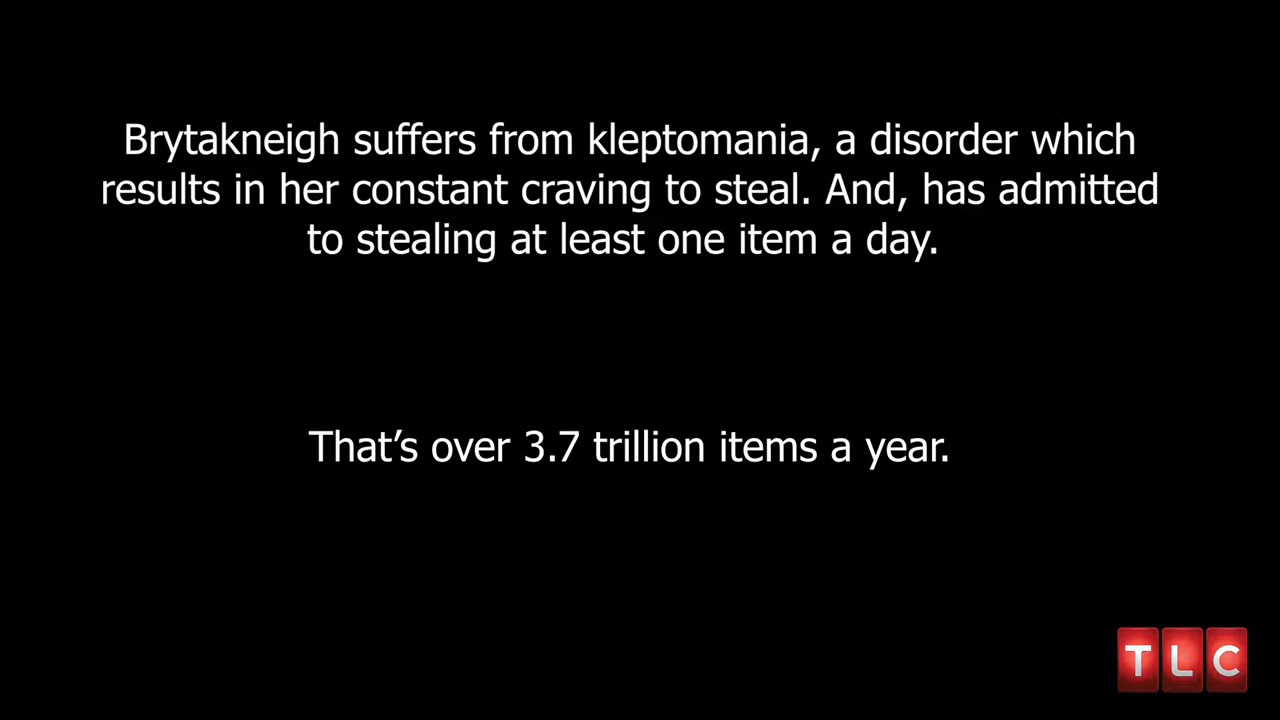 Brytakneigh suffers from kleptomania, a disorder which
results in her constant craving to steal. And, has admitted
to stealing at least one item a day.
That’s over 3.7 trillion items a year.
TLC